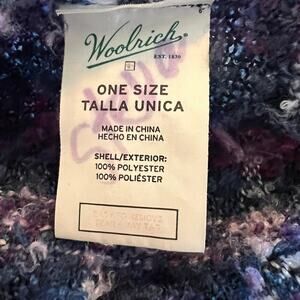 Woolrich
EST. 1830
ONE SIZE
TALLA UNICA
MADE IN CHINA
HECHO EN CHINA
SHELL/EXTERIOR:
100% POLYESTER
100% POLIÉSTER